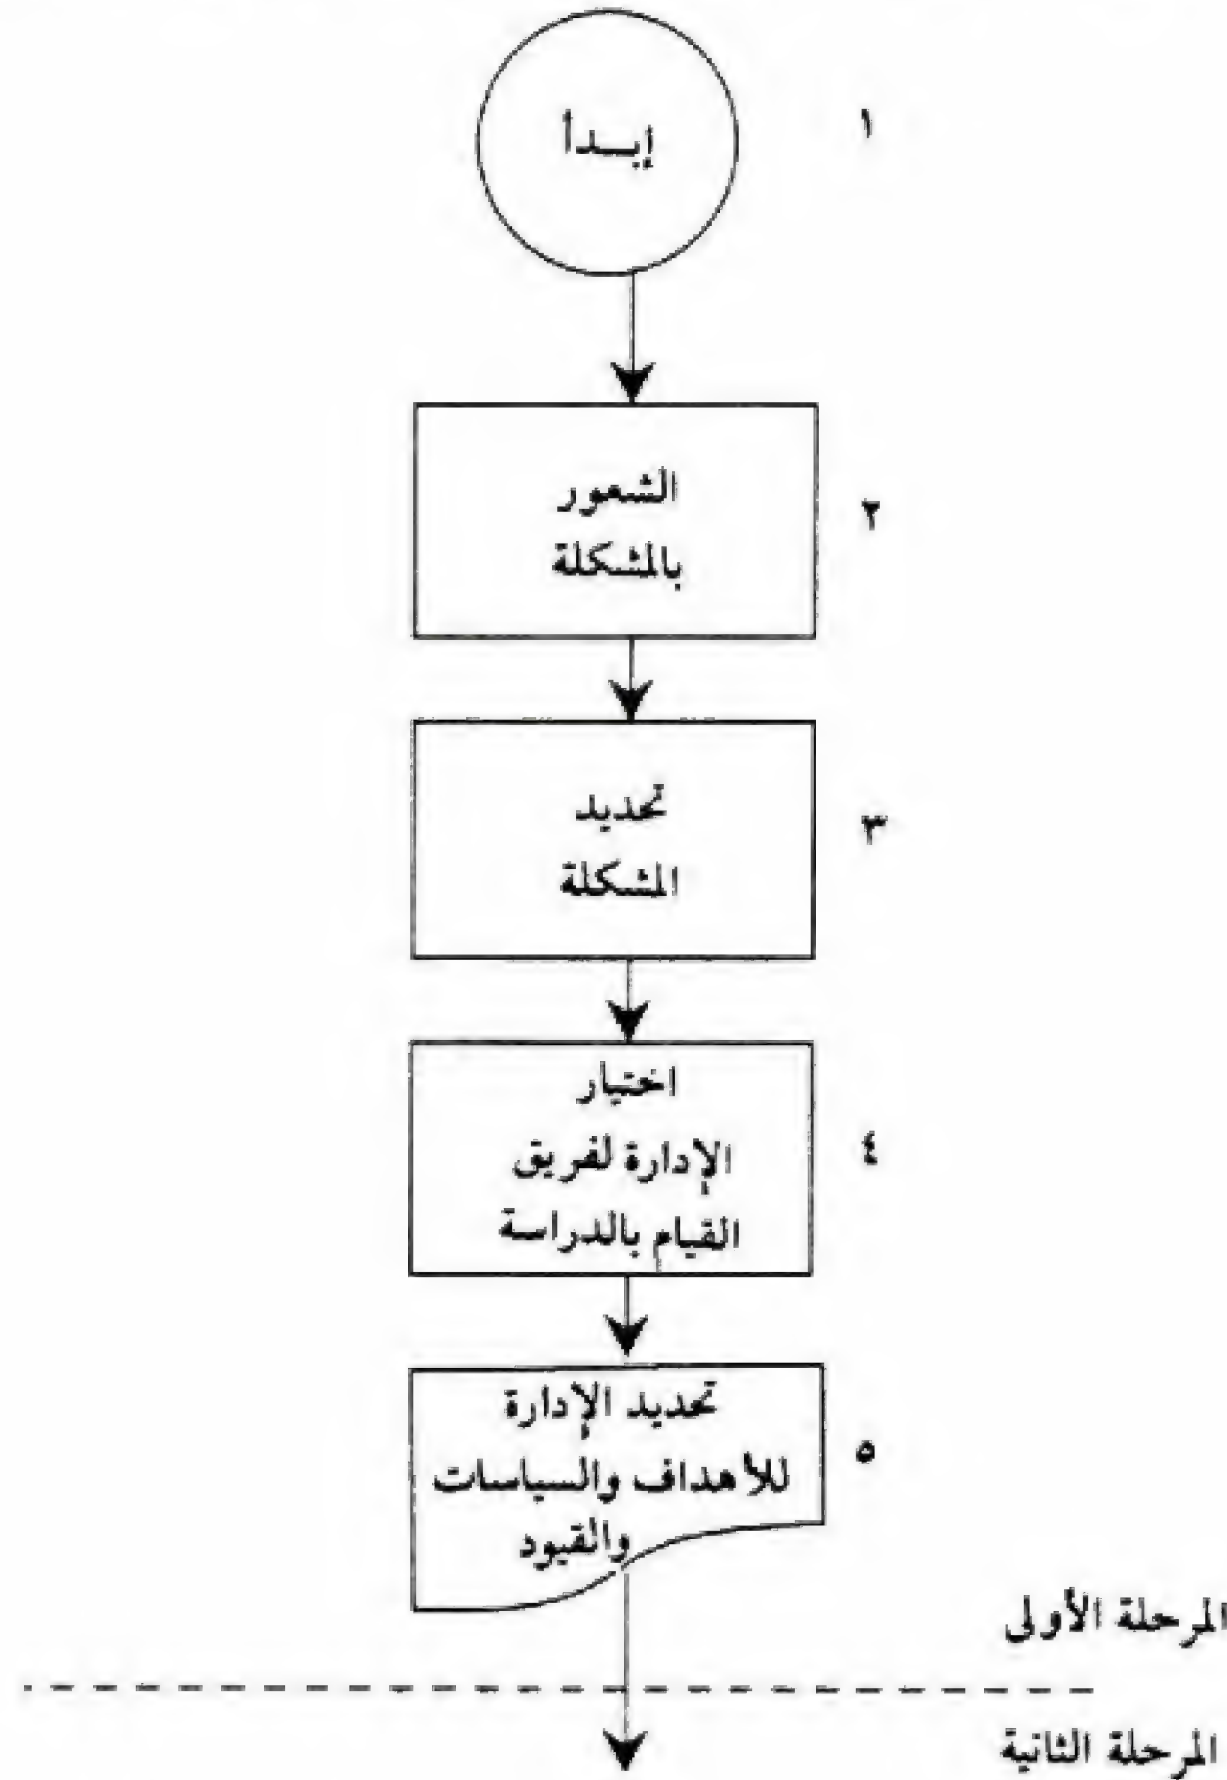 إبدأ
١
الشعور
بالمشكلة
٢
تحديد
المشكلة
٣
اختيار
الإدارة لفريق
القيام بالدراسة
٤
تحديد الإدارة
للأهداف والسياسات
والقيود
٥
المرحلة الأولى
المرحلة الثانية